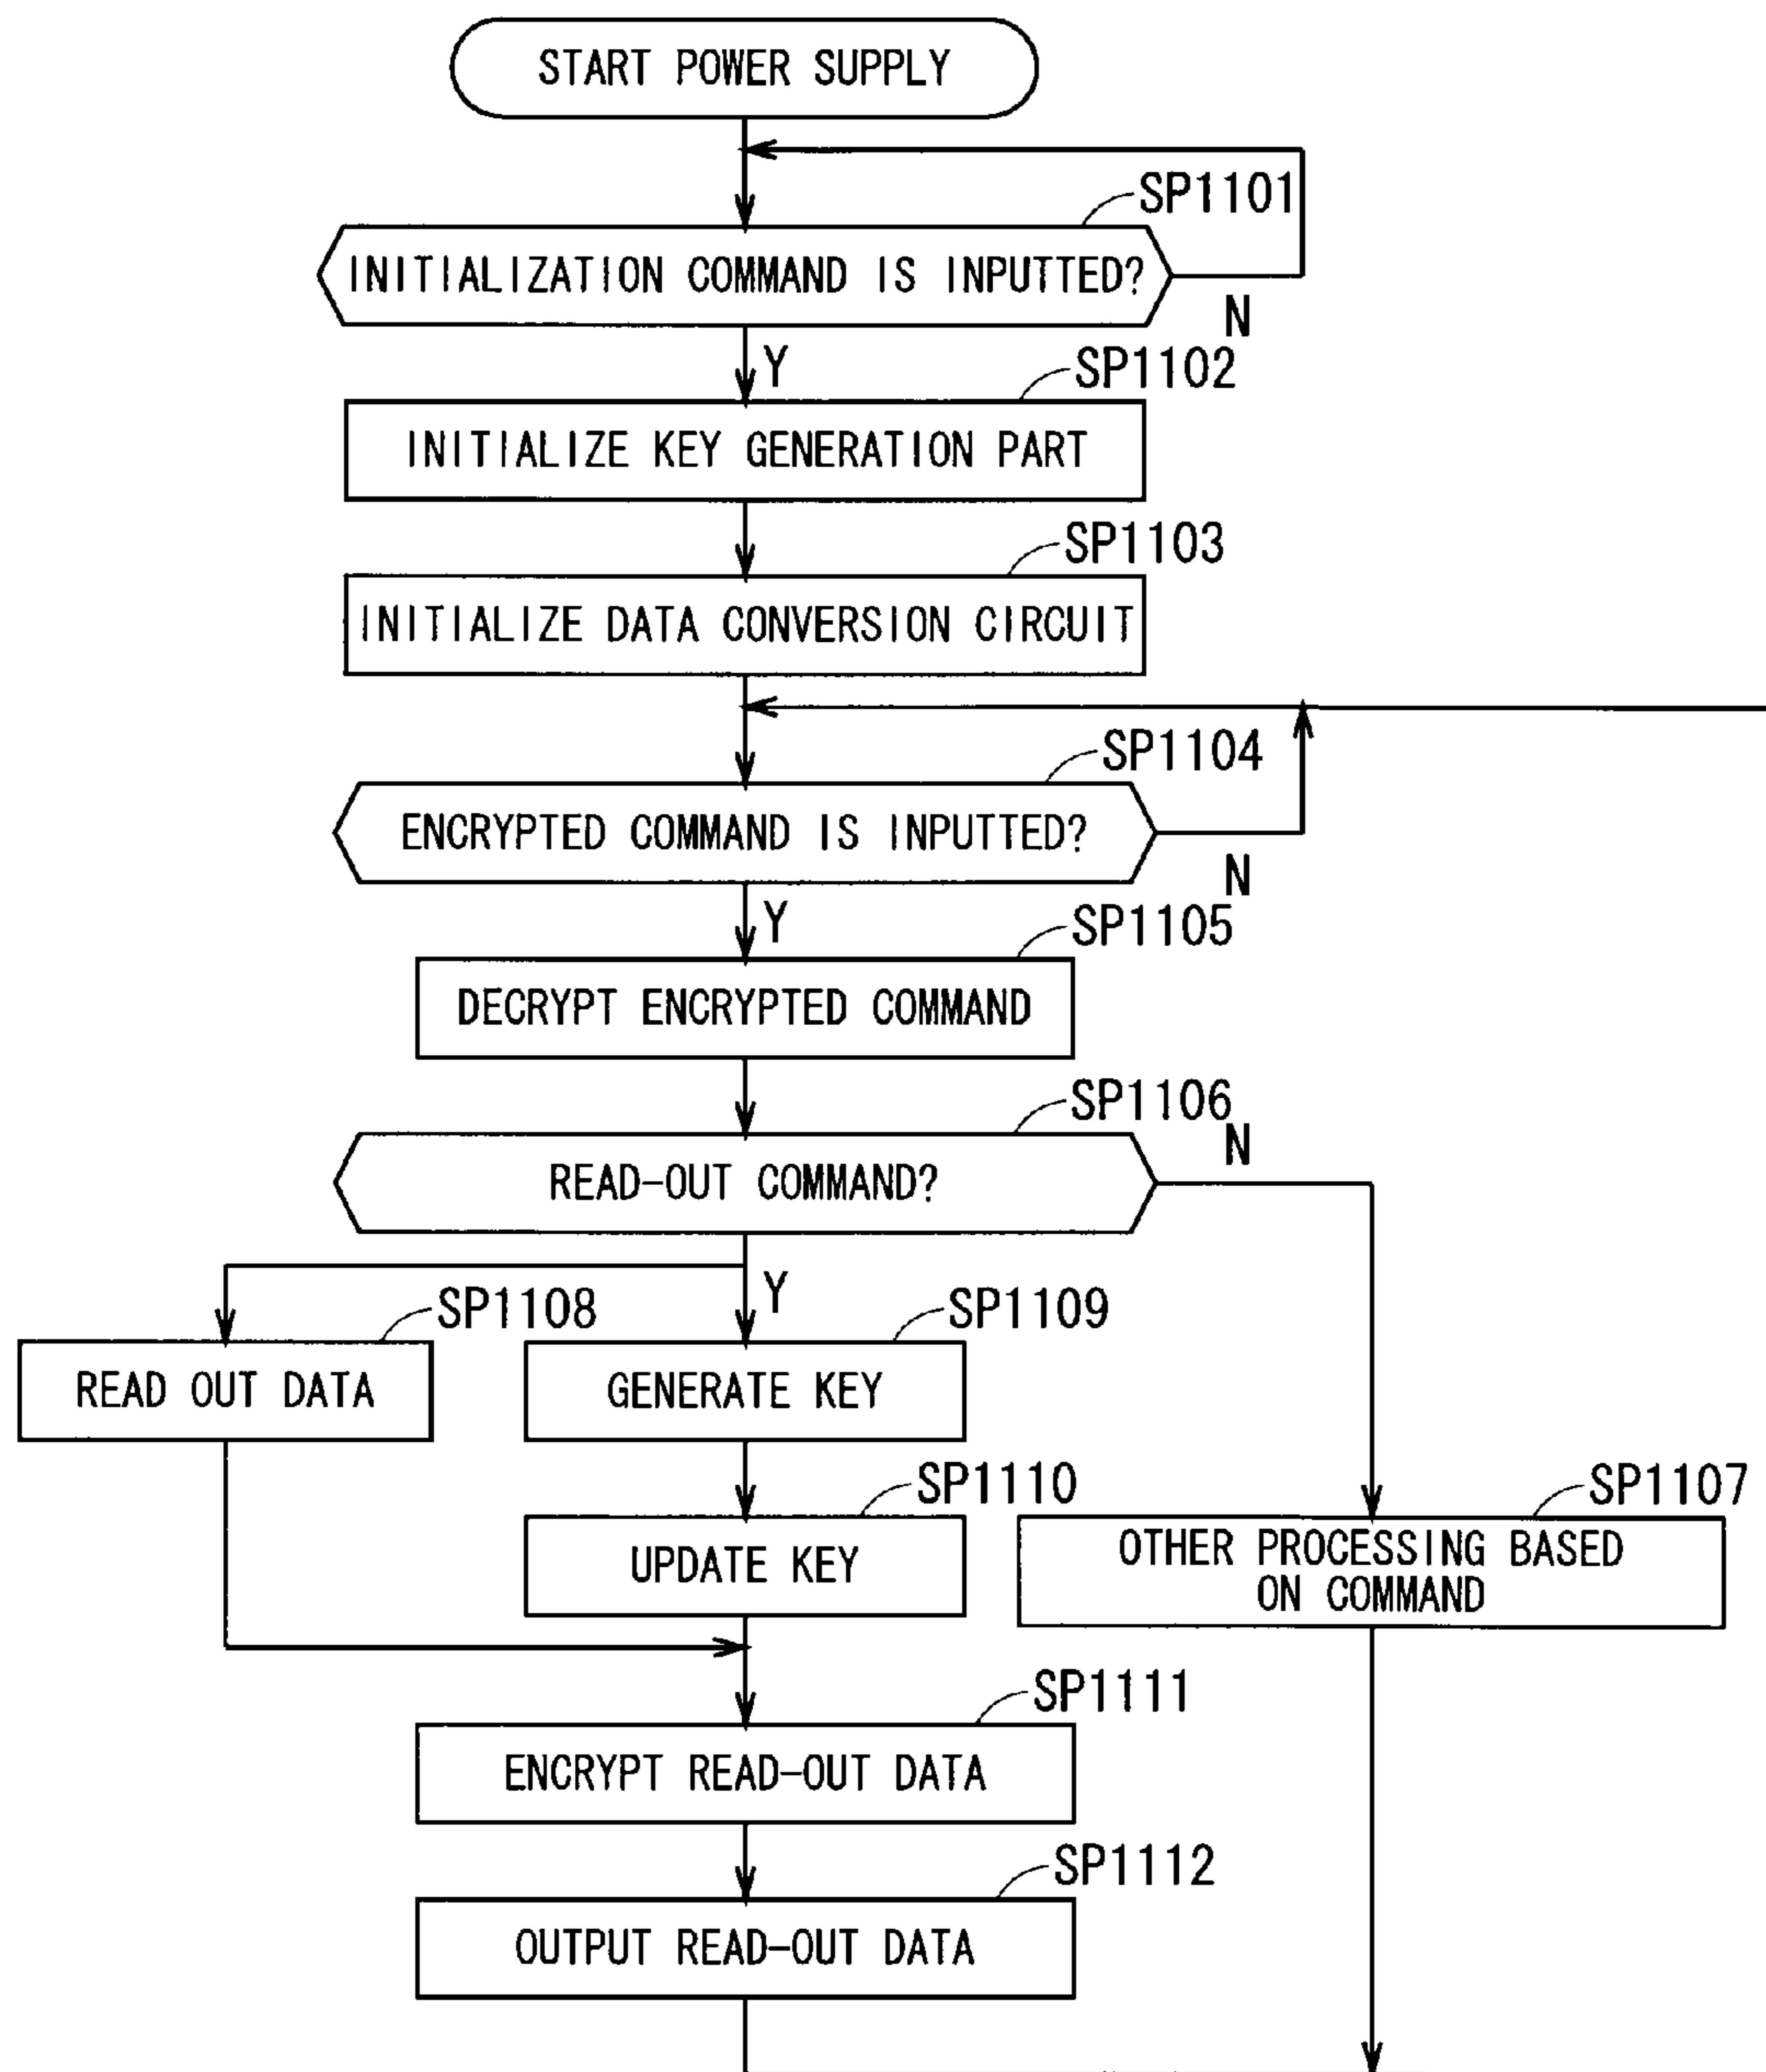 START POWER SUPPLY
SP1101
INITIALIZATION COMMAND IS INPUTTED?
N
Y
SP1102
INITIALIZE KEY GENERATION PART
SP1103
INITIALIZE DATA CONVERSION CIRCUIT
SP1104
ENCRYPTED COMMAND IS INPUTTED?
N
Y
SP1105
DECRYPT ENCRYPTED COMMAND
SP1106
N
READ-OUT COMMAND?
Y
SP1108
SP1109
READ OUT DATA
GENERATE KEY
SP1110
SP1107
UPDATE KEY
OTHER PROCESSING BASED
ON COMMAND
SP1111
ENCRYPT READ-OUT DATA
SP1112
OUTPUT READ-OUT DATA